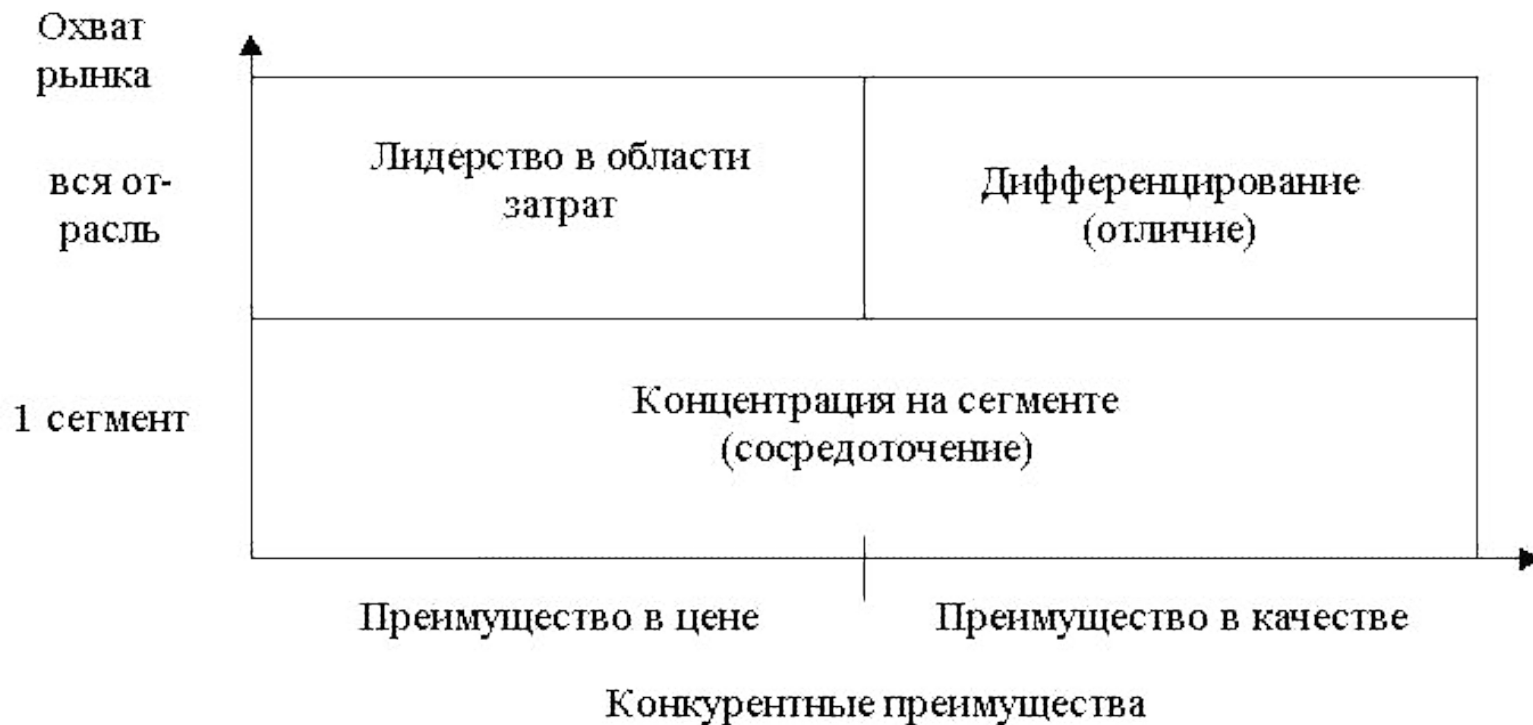 Охват
рынка
Лидерство в области
затрат
Дифференцирование
(отличие)
вся от-
расль
1 сегмент
Концентрация на сегменте
(сосредоточение)
Преимущество в цене
Преимущество в качестве
Конкурентные преимущества